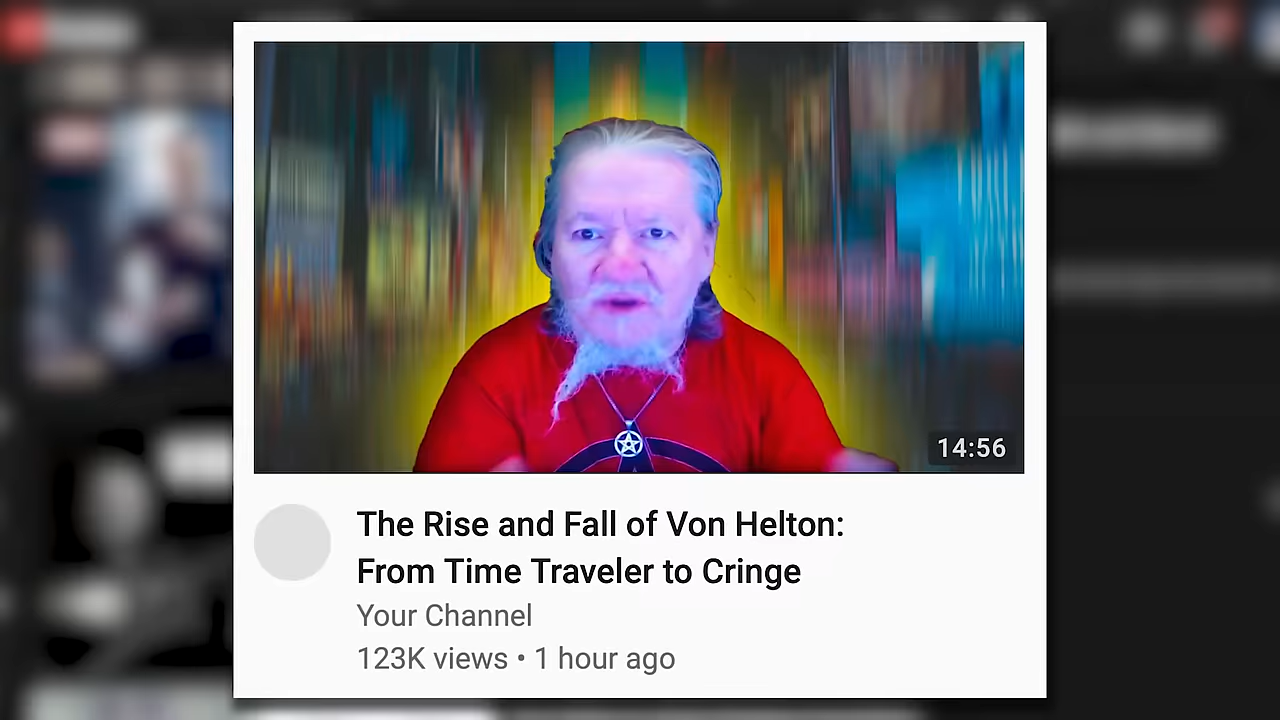 14:56
The Rise and Fall of Von Helton:
From Time Traveler to Cringe
Your Channel
123K views • 1 hour ago